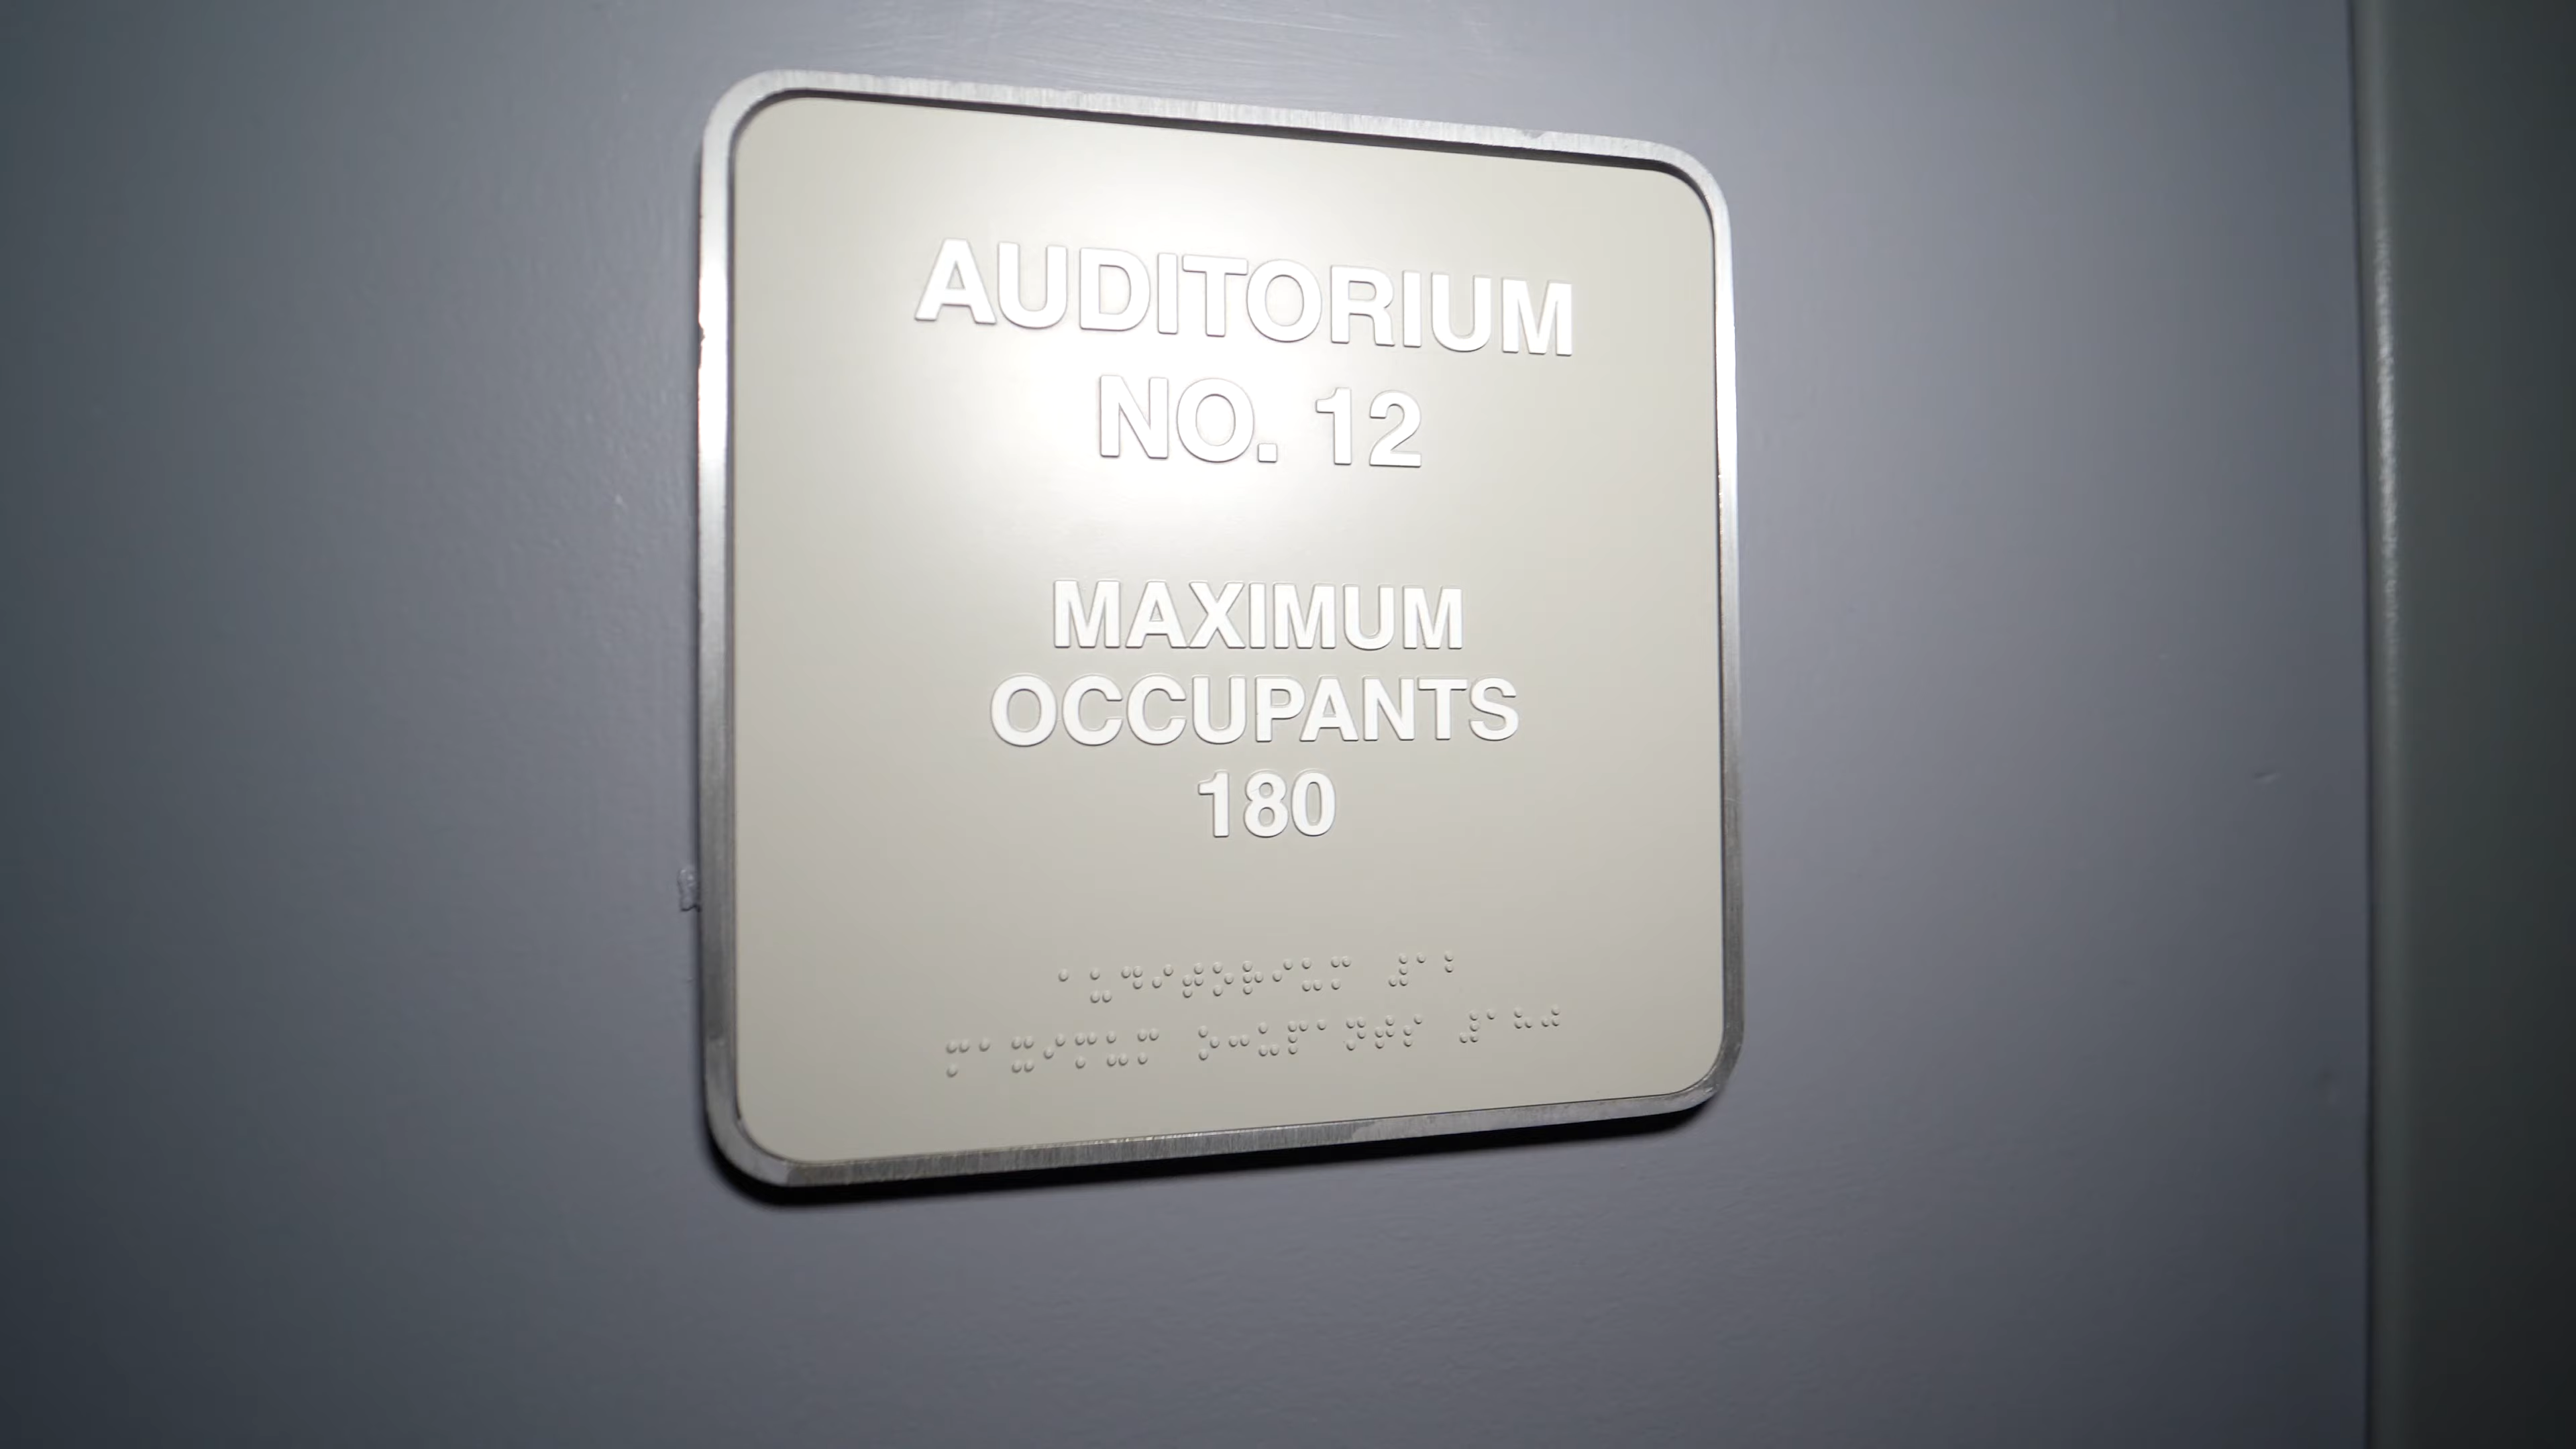 AUDITORIUM
NO. 12
MAXIMUM
OCCUPANTS
180
⠁⠥⠙⠊⠞⠕⠗⠊⠥⠍ ⠼⠁⠃
⠍⠁⠭⠊⠍⠥⠍ ⠕⠒⠥⠏⠁⠝⠞⠎ ⠼⠁⠓⠚